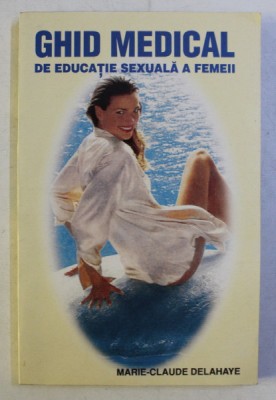 GHID MEDICAL
DE EDUCAȚIE SEXUALĂ A FEMEII
MARIE-CLAUDE DELAHAYE